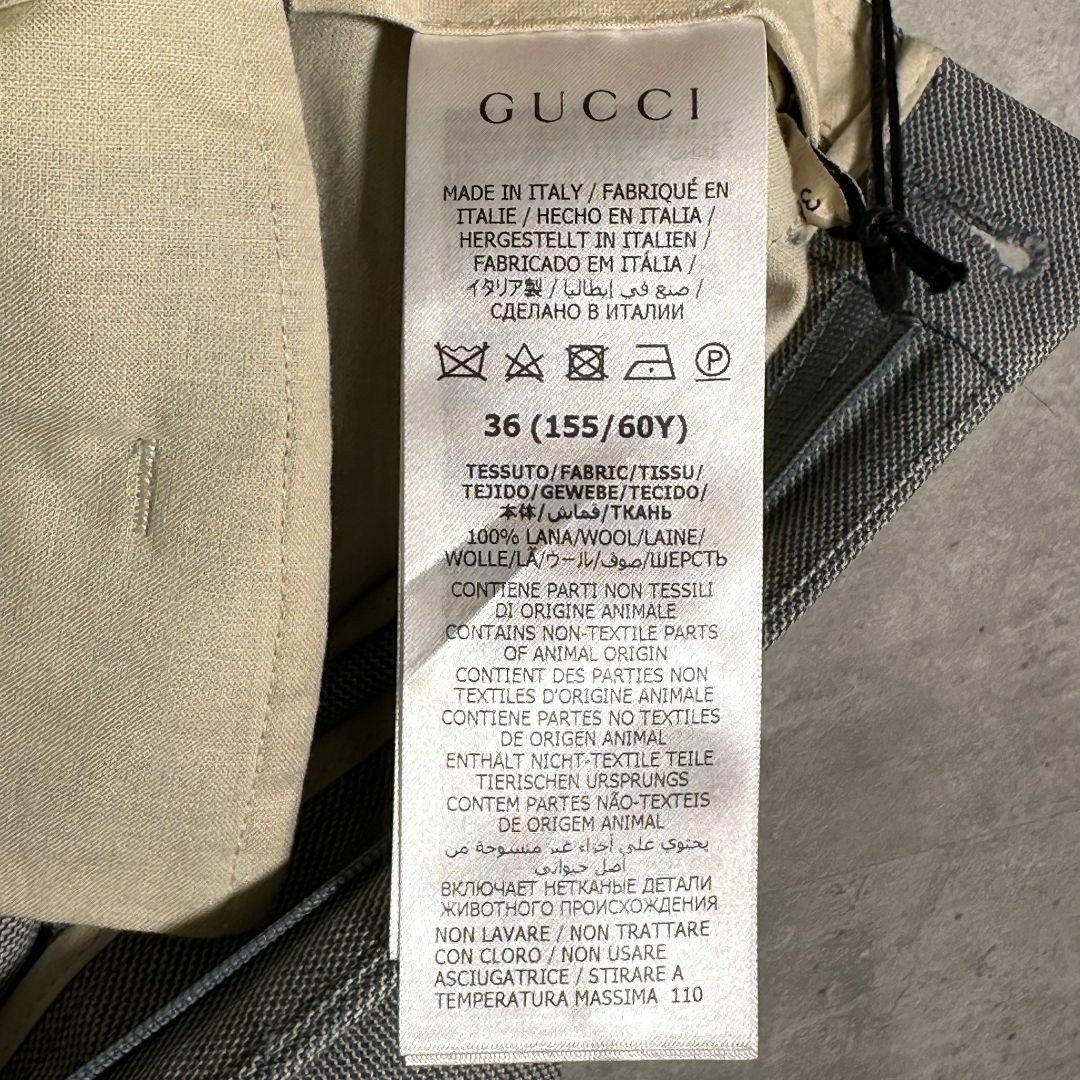 GUCCI
MADE IN ITALY / FABRIQUÉ EN
ITALIE / HECHO EN ITALIA /
HERGESTELLT IN ITALIEN /
FABRICADO EM ITÁLIA /
イタリア製 / صنع في إيطاليا /
СДЕЛАНО В ИТАЛИИ
P
36 (155/60Y)
TESSUTO/FABRIC/TISSU/
TEJIDO/GEWEBE/TECIDO/
本体/قماش/ТКАНЬ
100% LANA/WOOL/LAINE/
WOLLE/LÃ/ウール/صوف/ШЕРСТЬ
CONTIENE PARTI NON TESSILI
DI ORIGINE ANIMALE
CONTAINS NON-TEXTILE PARTS
OF ANIMAL ORIGIN
CONTIENT DES PARTIES NON
TEXTILES D'ORIGINE ANIMALE
CONTIENE PARTES NO TEXTILES
DE ORIGEN ANIMAL
ENTHÄLT NICHT-TEXTILE TEILE
TIERISCHEN URSPRUNGS
CONTEM PARTES NÃO-TEXTEIS
DE ORIGEM ANIMAL
يحتوي على أجزاء غير منسوجة من
أصل حيواني
ВКЛЮЧАЕТ НЕТКАНЫЕ ДЕТАЛИ
ЖИВОТНОГО ПРОИСХОЖДЕНИЯ
NON LAVARE / NON TRATTARE
CON CLORO / NON USARE
ASCIUGATRICE / STIRARE A
TEMPERATURA MASSIMA 110